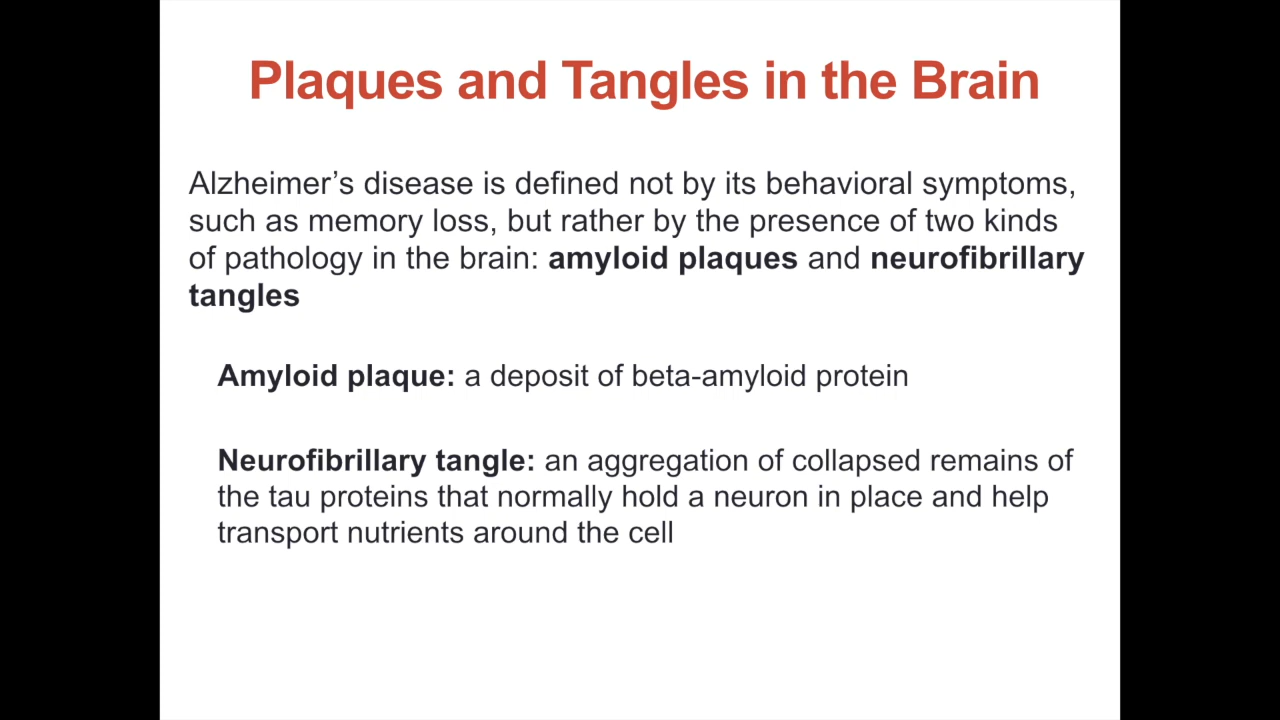 Plaques and Tangles in the Brain
Alzheimer’s disease is defined not by its behavioral symptoms,
such as memory loss, but rather by the presence of two kinds
of pathology in the brain: amyloid plaques and neurofibrillary
tangles
Amyloid plaque: a deposit of beta-amyloid protein
Neurofibrillary tangle: an aggregation of collapsed remains of
the tau proteins that normally hold a neuron in place and help
transport nutrients around the cell